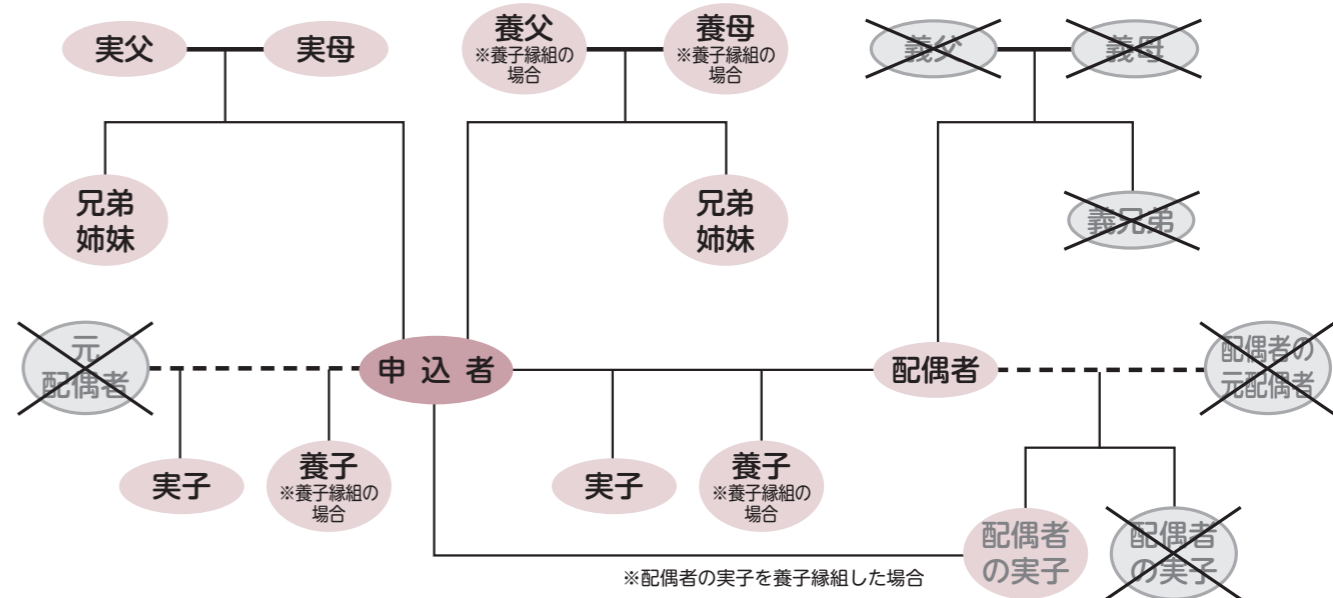 実父
実母
養父
※養子縁組の
場合
養母
※養子縁組の
場合
義父
義母
兄弟
姉妹
兄弟
姉妹
義兄弟
元
配偶者
申込者
配偶者
配偶者の
元配偶者
実子
養子
※養子縁組の
場合
実子
養子
※養子縁組の
場合
配偶者
の実子
配偶者
の実子
※配偶者の実子を養子縁組した場合